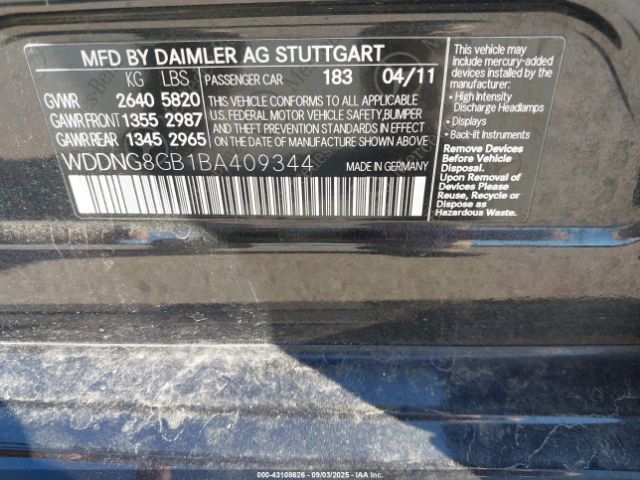 MFD BY DAIMLER AG STUTTGART
KG LBS PASSENGER CAR 183 04/11
GVWR 2640 5820
GAWR FRONT 1355 2987
GAWR REAR 1345 2965
THIS VEHICLE CONFORMS TO ALL APPLICABLE
U.S. FEDERAL MOTOR VEHICLE SAFETY,BUMPER
AND THEFT PREVENTION STANDARDS IN EFFECT
ON THE DATE OF MANUFACTURE SHOWN ABOVE
WDDNG8GB1BA409344 MADE IN GERMANY
This vehicle may
include mercury-added
devices installed by the
manufacturer:
• High Intensity
Discharge Headlamps
• Displays
• Back-lit Instruments
Remove Devices
Before Vehicle Disposal.
Upon Removal of
Devices Please
Reuse, Recycle or
Dispose as
Hazardous Waste.
000-43108626 - 09/03/2025 - IAAI.COM